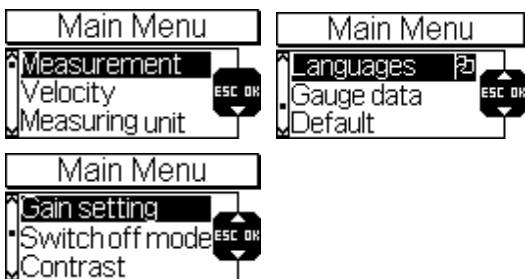 Main Menu
Measurement
Velocity
Measuring unit
ESC OK
Main Menu
Languages
Gauge data
Default
ESC OK
Main Menu
Gain setting
Switch off mode
Contrast
ESC OK